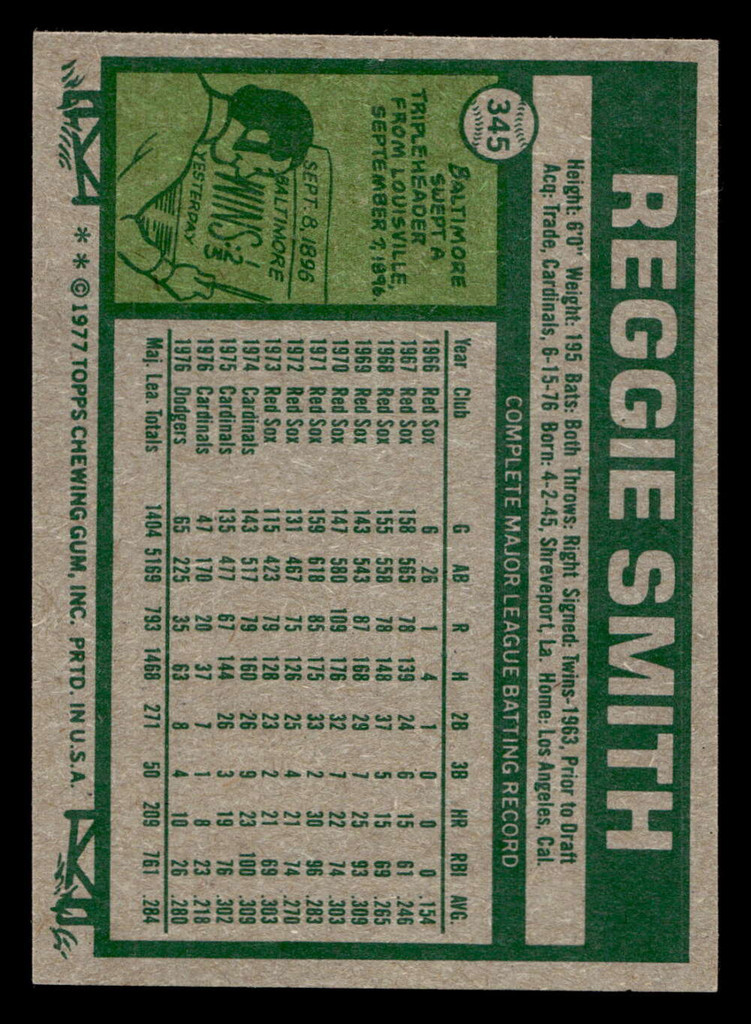 345
REGGIE SMITH
Height: 6'0" Weight: 195 Bats: Both Throws: Right Signed: Twins-1963, Prior to Draft
Acq: Trade, Cardinals, 6-15-76 Born: 4-2-45, Shreveport, La. Home: Los Angeles, Cal.
BALTIMORE
SWEPT A
TRIPLEHEADER
FROM LOUISVILLE,
SEPTEMBER 7, 1896.
SEPT. 8, 1896
BALTIMORE
WINS: 1 2 3
YESTERDAY
COMPLETE MAJOR LEAGUE BATTING RECORD
Year Club G AB R H 2B 3B HR RBI AVG.
1966 Red Sox 6 26 1 4 1 0 0 0 .154
1967 Red Sox 158 565 78 139 24 6 15 61 .246
1968 Red Sox 155 558 78 148 37 5 15 69 .265
1969 Red Sox 143 543 87 168 29 7 25 93 .309
1970 Red Sox 147 580 109 176 32 7 22 74 .303
1971 Red Sox 159 618 85 175 33 2 30 96 .283
1972 Red Sox 131 467 75 126 25 4 21 74 .270
1973 Red Sox 115 423 79 128 23 2 21 69 .303
1974 Cardinals 143 517 79 160 26 9 23 100 .309
1975 Cardinals 135 477 67 144 26 3 19 76 .302
1976 Cardinals 47 170 20 37 7 1 8 23 .218
1976 Dodgers 65 225 35 63 8 4 10 26 .280
Maj. Lea. Totals 1404 5169 793 1468 271 50 209 761 .284
* * © 1977 TOPPS CHEWING GUM, INC. PRTD. IN U.S.A.